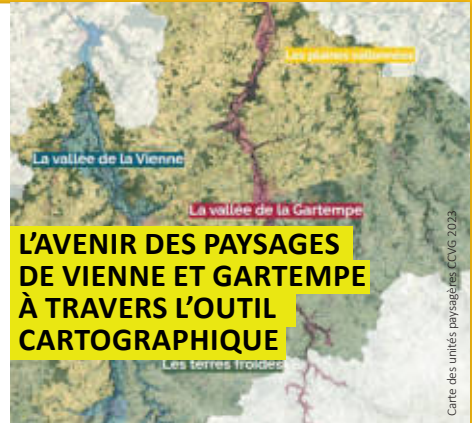 Les plaines vallonnées
La vallée de la Vienne
La vallée de la Gartempe
L'AVENIR DES PAYSAGES
DE VIENNE ET GARTEMPE
À TRAVERS L'OUTIL
CARTOGRAPHIQUE
Les terres froides
Carte des unités paysagères CCVG 2023